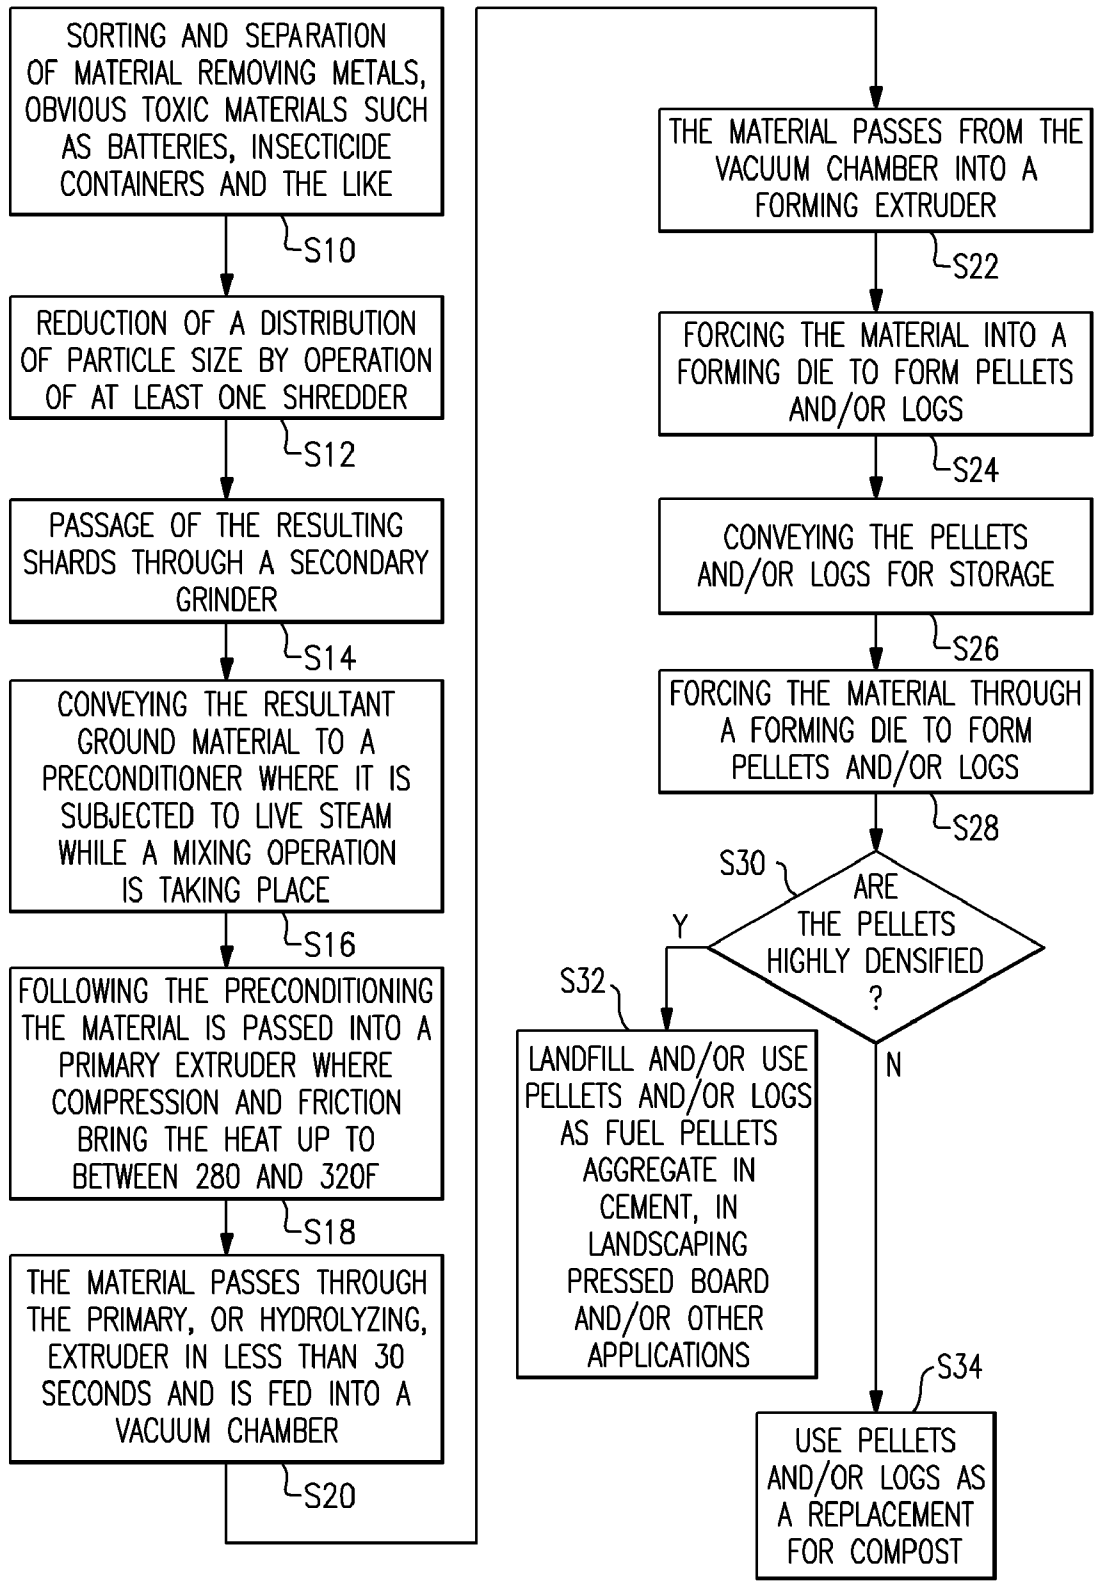 SORTING AND SEPARATION
OF MATERIAL REMOVING METALS,
OBVIOUS TOXIC MATERIALS SUCH
AS BATTERIES, INSECTICIDE
CONTAINERS AND THE LIKE
S10
REDUCTION OF A DISTRIBUTION
OF PARTICLE SIZE BY OPERATION
OF AT LEAST ONE SHREDDER
S12
PASSAGE OF THE RESULTING
SHARDS THROUGH A SECONDARY
GRINDER
S14
CONVEYING THE RESULTANT
GROUND MATERIAL TO A
PRECONDITIONER WHERE IT IS
SUBJECTED TO LIVE STEAM
WHILE A MIXING OPERATION
IS TAKING PLACE
S16
FOLLOWING THE PRECONDITIONING
THE MATERIAL IS PASSED INTO A
PRIMARY EXTRUDER WHERE
COMPRESSION AND FRICTION
BRING THE HEAT UP TO
BETWEEN 280 AND 320F
S18
THE MATERIAL PASSES THROUGH
THE PRIMARY, OR HYDROLYZING,
EXTRUDER IN LESS THAN 30
SECONDS AND IS FED INTO A
VACUUM CHAMBER
S20
THE MATERIAL PASSES FROM THE
VACUUM CHAMBER INTO A
FORMING EXTRUDER
S22
FORCING THE MATERIAL INTO A
FORMING DIE TO FORM PELLETS
AND/OR LOGS
S24
CONVEYING THE PELLETS
AND/OR LOGS FOR STORAGE
S26
FORCING THE MATERIAL THROUGH
A FORMING DIE TO FORM
PELLETS AND/OR LOGS
S28
S30
ARE
THE PELLETS
HIGHLY DENSIFIED
?
Y
N
S32
LANDFILL AND/OR USE
PELLETS AND/OR LOGS
AS FUEL PELLETS
AGGREGATE IN
CEMENT, IN
LANDSCAPING
PRESSED BOARD
AND/OR OTHER
APPLICATIONS
S34
USE PELLETS
AND/OR LOGS AS
A REPLACEMENT
FOR COMPOST